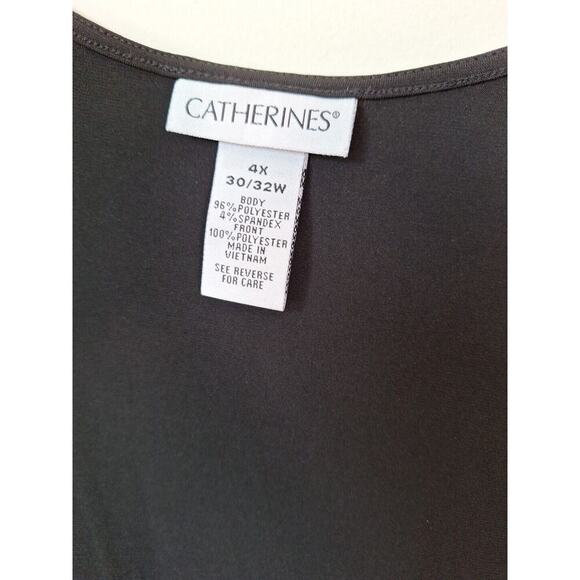 CATHERINES®
4X
30/32W
BODY
96%POLYESTER
4%SPANDEX
FRONT
100%POLYESTER
MADE IN
VIETNAM
SEE REVERSE
FOR CARE